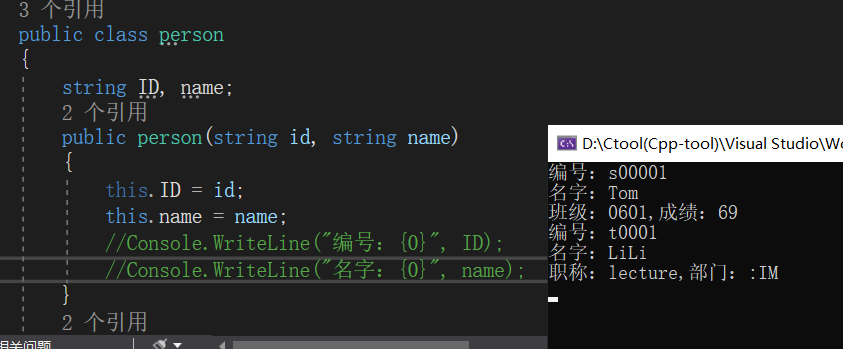 3 个引用
public class person
{
string ID, name;
2 个引用
public person(string id, string name)
{
this.ID = id;
this.name = name;
//Console.WriteLine("编号: {0}", ID);
//Console.WriteLine("名字: {0}", name);
}
2 个引用
相关问题
D:\Ctool(Cpp-tool)\Visual Studio\Wo
编号: s00001
名字: Tom
班级: 0601,成绩: 69
编号: t0001
名字: LiLi
职称: lecture,部门: :IM